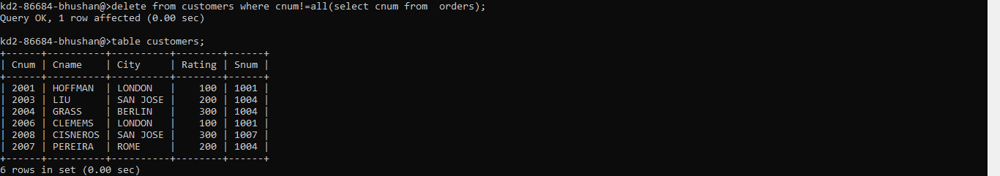 kd2-86684-bhushan@>delete from customers where cnum!=all(select cnum from  orders);
Query OK, 1 row affected (0.00 sec)
kd2-86684-bhushan@>table customers;
+------+----------+----------+--------+------+
| Cnum | Cname    | City     | Rating | Snum |
+------+----------+----------+--------+------+
| 2001 | HOFFMAN  | LONDON   |    100 | 1001 |
| 2003 | LIU      | SAN JOSE |    200 | 1004 |
| 2004 | GRASS    | BERLIN   |    300 | 1004 |
| 2006 | CLEMEMS  | LONDON   |    100 | 1001 |
| 2008 | CISNEROS | SAN JOSE |    300 | 1007 |
| 2007 | PEREIRA  | ROME     |    200 | 1004 |
+------+----------+----------+--------+------+
6 rows in set (0.00 sec)